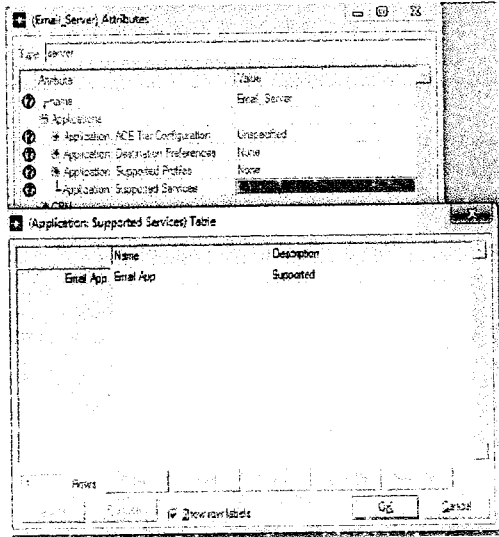 (Email_Server) Attributes
Type: server
Attribute Value
name Email_Server
Applications
Application: ACE Tier Configuration Unspecified
Application: Destination Preferences None
Application: Supported Profiles None
Application: Supported Services
CPU
(Application: Supported Services) Table
Name Description
Email App Email App Supported
Rows
Show row labels OK Cancel